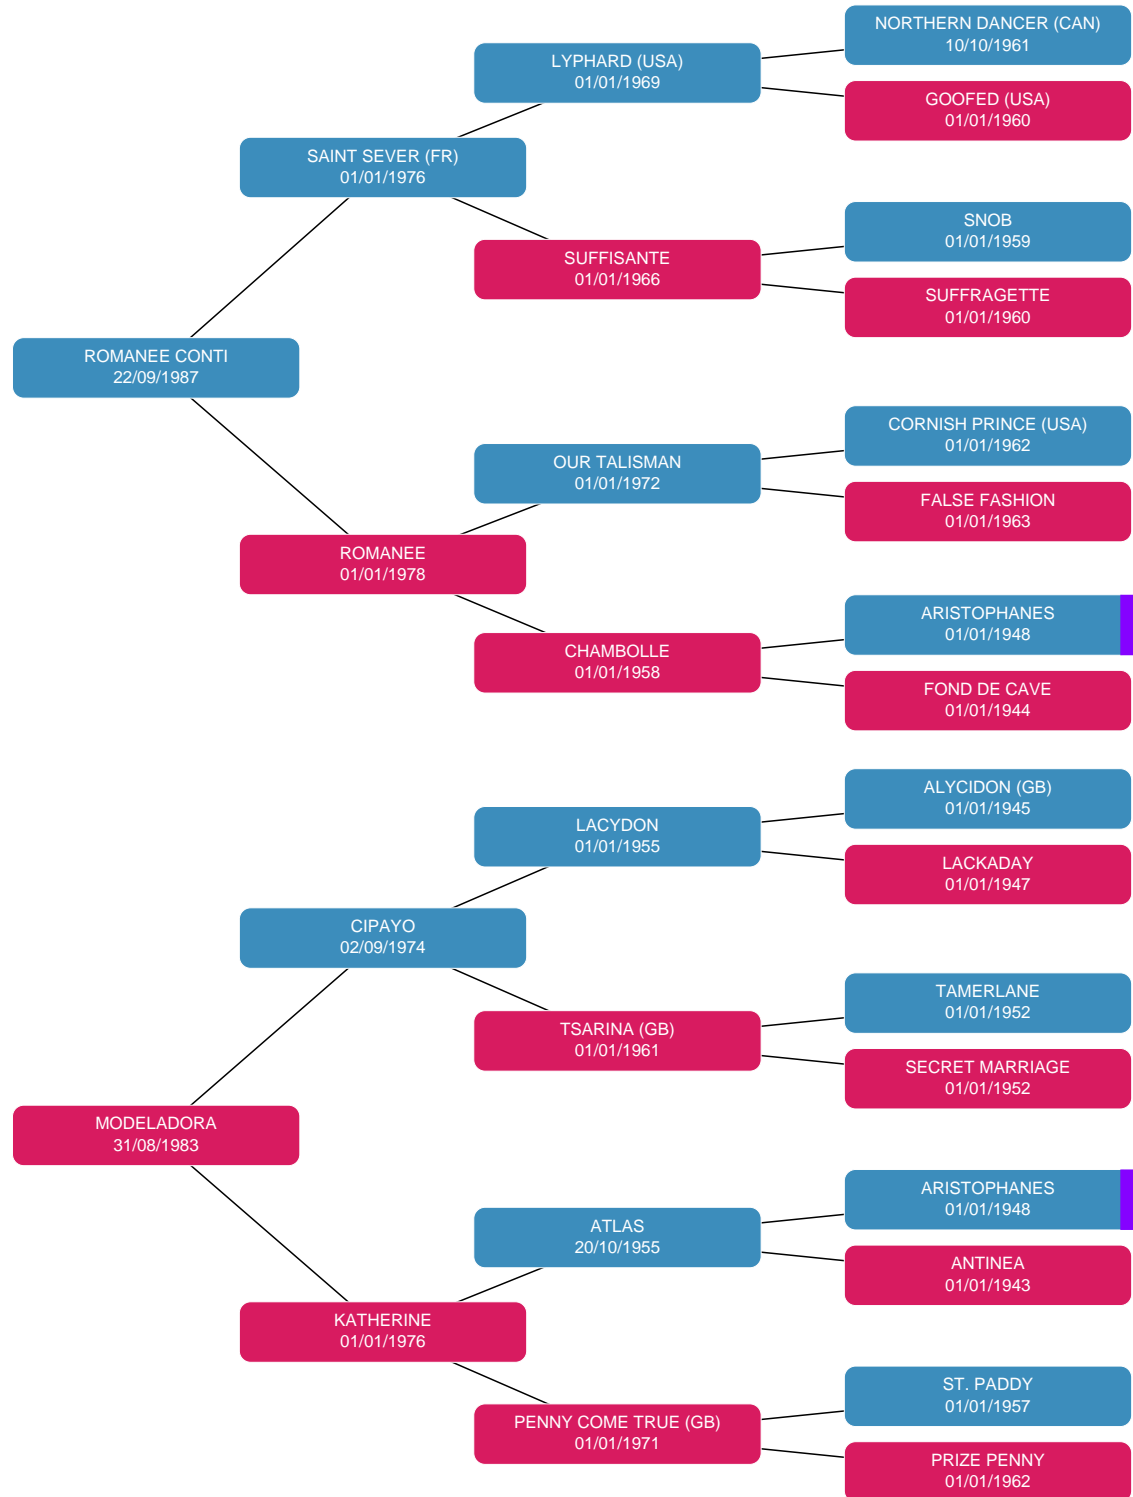 NORTHERN DANCER (CAN)
10/10/1961
LYPHARD (USA)
01/01/1969
GOOFED (USA)
01/01/1960
SAINT SEVER (FR)
01/01/1976
SNOB
01/01/1959
SUFFISANTE
01/01/1966
SUFFRAGETTE
01/01/1960
ROMANEE CONTI
22/09/1987
CORNISH PRINCE (USA)
01/01/1962
OUR TALISMAN
01/01/1972
FALSE FASHION
01/01/1963
ROMANEE
01/01/1978
ARISTOPHANES
01/01/1948
CHAMBOLLE
01/01/1958
FOND DE CAVE
01/01/1944
ALYCIDON (GB)
01/01/1945
LACYDON
01/01/1955
LACKADAY
01/01/1947
CIPAYO
02/09/1974
TAMERLANE
01/01/1952
TSARINA (GB)
01/01/1961
SECRET MARRIAGE
01/01/1952
MODELADORA
31/08/1983
ARISTOPHANES
01/01/1948
ATLAS
20/10/1955
ANTINEA
01/01/1943
KATHERINE
01/01/1976
ST. PADDY
01/01/1957
PENNY COME TRUE (GB)
01/01/1971
PRIZE PENNY
01/01/1962